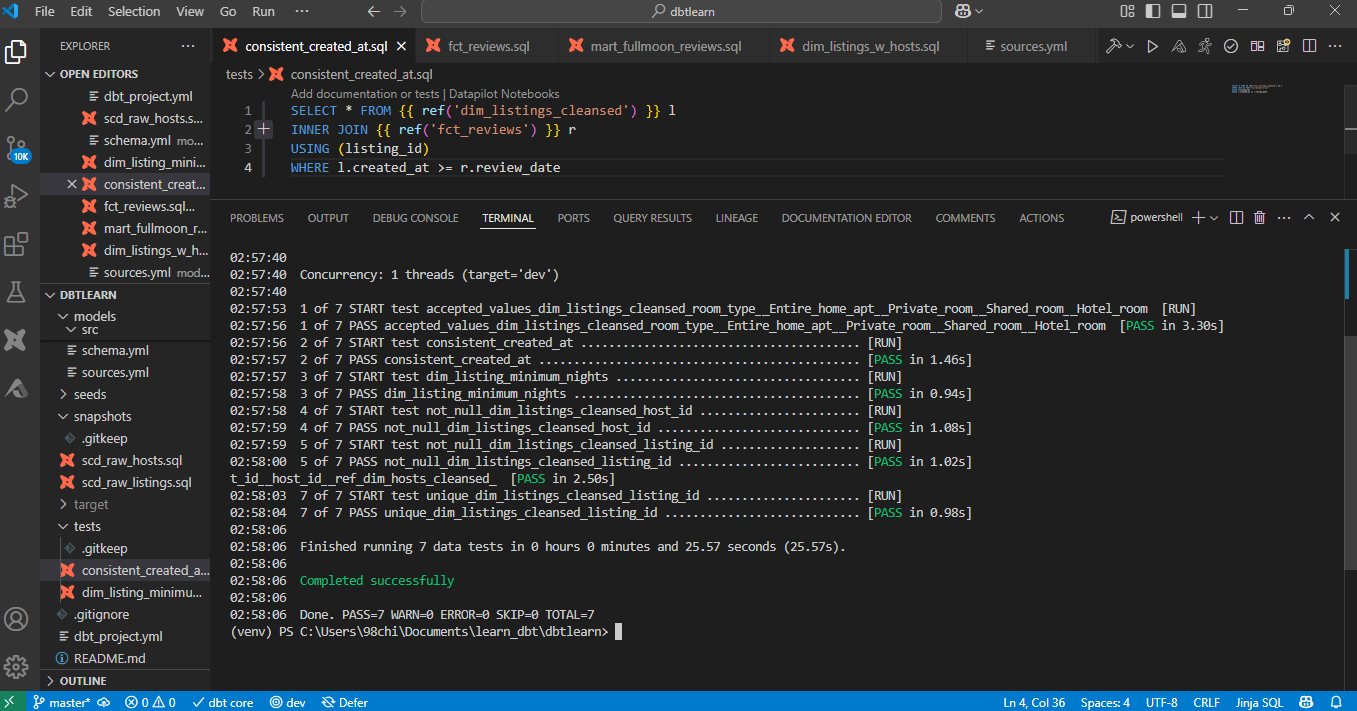 File Edit Selection View Go Run ··· dbtlearn
EXPLORER ···
OPEN EDITORS
dbt_project.yml
scd_raw_hosts.s...
schema.yml mo...
dim_listing_mini...
consistent_creat...
fct_reviews.sql...
mart_fullmoon_r...
dim_listings_w_h...
sources.yml mod...
DBTLEARN
models
src
schema.yml
sources.yml
seeds
snapshots
.gitkeep
scd_raw_hosts.sql
scd_raw_listings.sql
target
tests
.gitkeep
consistent_created_a...
dim_listing_minimu...
.gitignore
dbt_project.yml
README.md
OUTLINE
10K
consistent_created_at.sql fct_reviews.sql mart_fullmoon_reviews.sql dim_listings_w_hosts.sql sources.yml
tests > consistent_created_at.sql
Add documentation or tests | Datapilot Notebooks
1 SELECT * FROM {{ ref('dim_listings_cleansed') }} l
2 INNER JOIN {{ ref('fct_reviews') }} r
3 USING (listing_id)
4 WHERE l.created_at >= r.review_date
PROBLEMS OUTPUT DEBUG CONSOLE TERMINAL PORTS QUERY RESULTS LINEAGE DOCUMENTATION EDITOR COMMENTS ACTIONS powershell
02:57:40
02:57:40 Concurrency: 1 threads (target='dev')
02:57:40
02:57:53 1 of 7 START test accepted_values_dim_listings_cleansed_room_type__Entire_home_apt__Private_room__Shared_room__Hotel_room [RUN]
02:57:56 1 of 7 PASS accepted_values_dim_listings_cleansed_room_type__Entire_home_apt__Private_room__Shared_room__Hotel_room [PASS in 3.30s]
02:57:56 2 of 7 START test consistent_created_at ........................................ [RUN]
02:57:57 2 of 7 PASS consistent_created_at .............................................. [PASS in 1.46s]
02:57:57 3 of 7 START test dim_listing_minimum_nights ................................... [RUN]
02:57:58 3 of 7 PASS dim_listing_minimum_nights ......................................... [PASS in 0.94s]
02:57:58 4 of 7 START test not_null_dim_listings_cleansed_host_id ....................... [RUN]
02:57:59 4 of 7 PASS not_null_dim_listings_cleansed_host_id ............................. [PASS in 1.08s]
02:57:59 5 of 7 START test not_null_dim_listings_cleansed_listing_id .................... [RUN]
02:58:00 5 of 7 PASS not_null_dim_listings_cleansed_listing_id .......................... [PASS in 1.02s]
t_id__host_id__ref_dim_hosts_cleansed_ [PASS in 2.50s]
02:58:03 7 of 7 START test unique_dim_listings_cleansed_listing_id ...................... [RUN]
02:58:04 7 of 7 PASS unique_dim_listings_cleansed_listing_id ............................ [PASS in 0.98s]
02:58:06
02:58:06 Finished running 7 data tests in 0 hours 0 minutes and 25.57 seconds (25.57s).
02:58:06
02:58:06 Completed successfully
02:58:06
02:58:06 Done. PASS=7 WARN=0 ERROR=0 SKIP=0 TOTAL=7
(venv) PS C:\Users\98chi\Documents\learn_dbt\dbtlearn>
master* 0 0 dbt core dev Defer Ln 4, Col 36 Spaces: 4 UTF-8 CRLF Jinja SQL